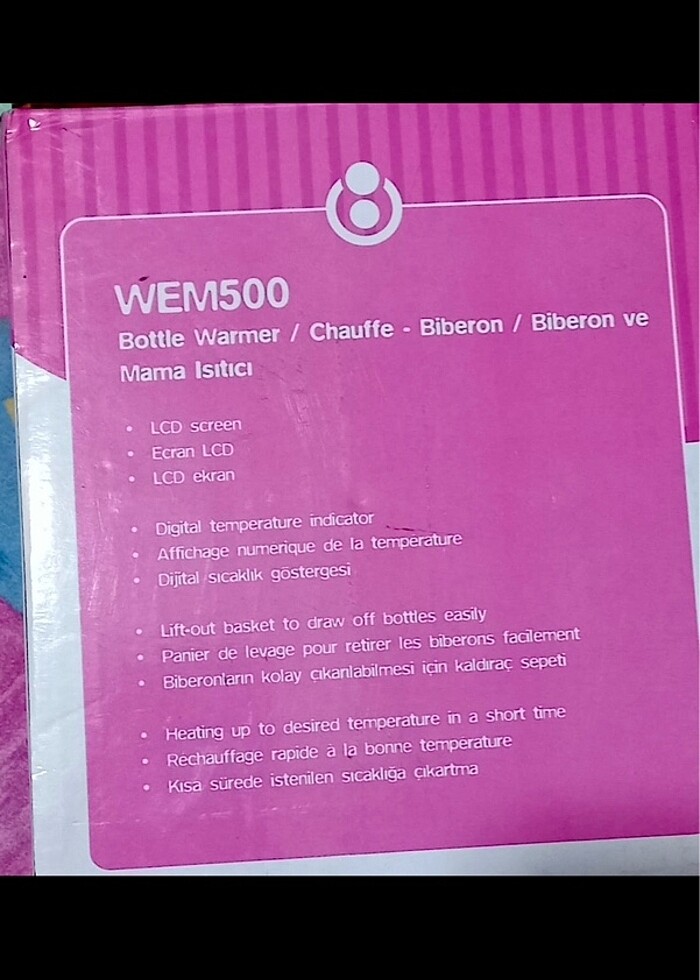 WEM500
Bottle Warmer / Chauffe - Biberon / Biberon ve
Mama Isıtıcı
• LCD screen
• Ecran LCD
• LCD ekran
• Digital temperature indicator
• Affichage numerique de la temperature
• Dijital sıcaklık göstergesi
• Lift-out basket to draw off bottles easily
• Panier de levage pour retirer les biberons facilement
• Biberonların kolay çıkarılabilmesi için kaldıraç sepeti
• Heating up to desired temperature in a short time
• Rechauffage rapide à la bonne temperature
• Kısa sürede istenilen sıcaklığa çıkartma